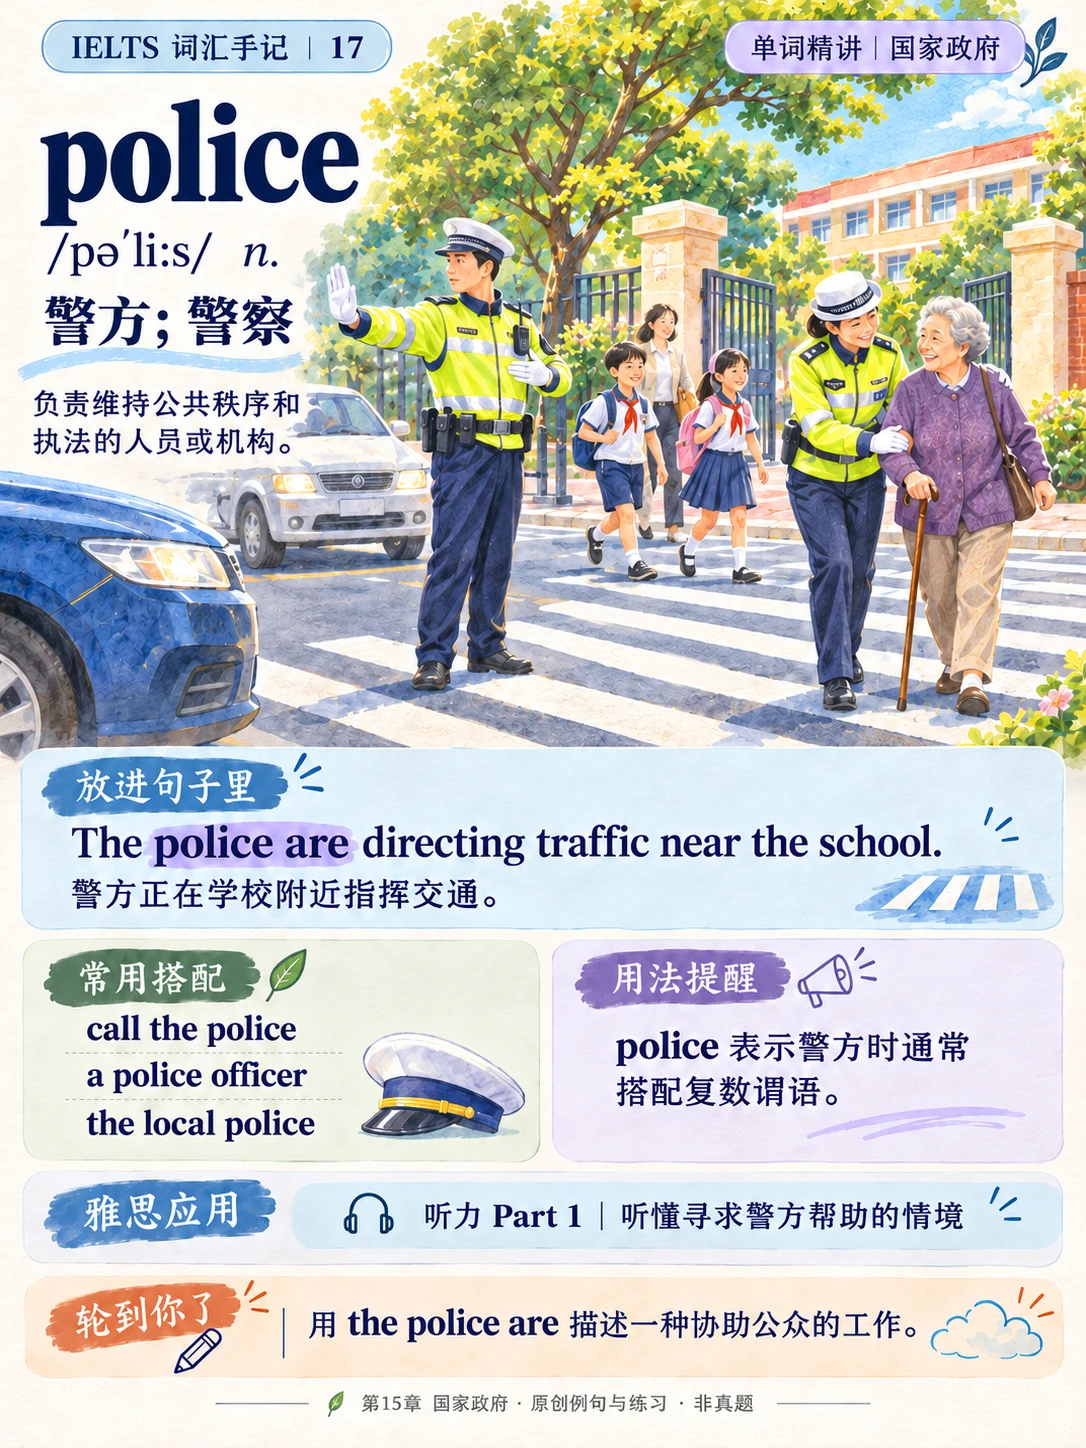 IELTS 词汇手记 | 17
单词精讲 | 国家政府
police
/pəˈliːs/ n.
警方；警察
负责维持公共秩序和
执法的人员或机构。
放进句子里
The police are directing traffic near the school.
警方正在学校附近指挥交通。
常用搭配
call the police
a police officer
the local police
用法提醒
police 表示警方时通常
搭配复数谓语。
雅思应用
听力 Part 1 | 听懂寻求警方帮助的情境
轮到你了
用 the police are 描述一种协助公众的工作。
第15章 国家政府 · 原创例句与练习 · 非真题